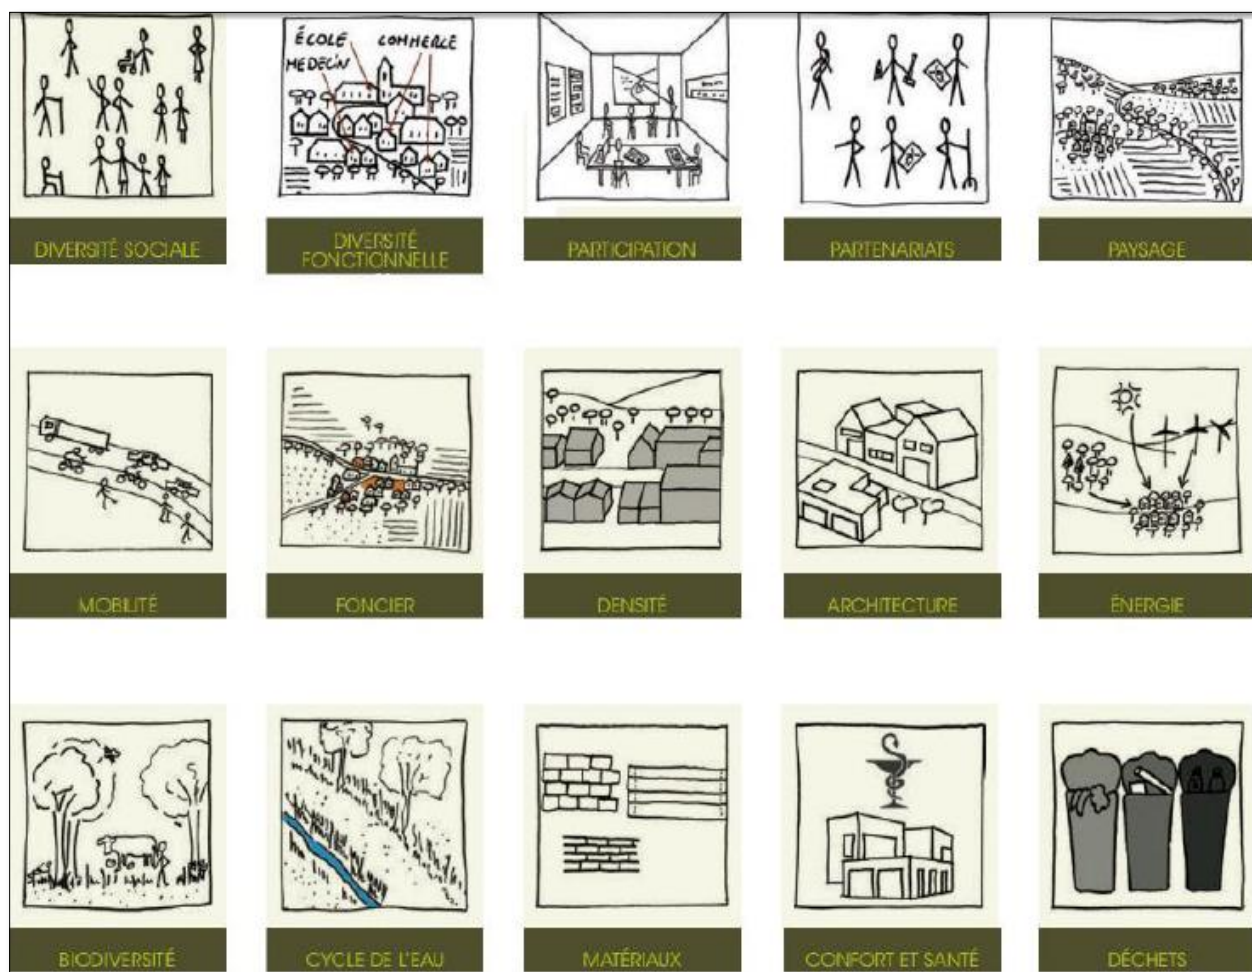 ÉCOLE COMMERCE
MEDECIN
DIVERSITÉ SOCIALE
DIVERSITÉ
FONCTIONNELLE
PARTICIPATION
PARTENARIATS
PAYSAGE
MOBILITÉ
FONCIER
DENSITÉ
ARCHITECTURE
ÉNERGIE
BIODIVERSITÉ
CYCLE DE L'EAU
MATÉRIAUX
CONFORT ET SANTÉ
DÉCHETS